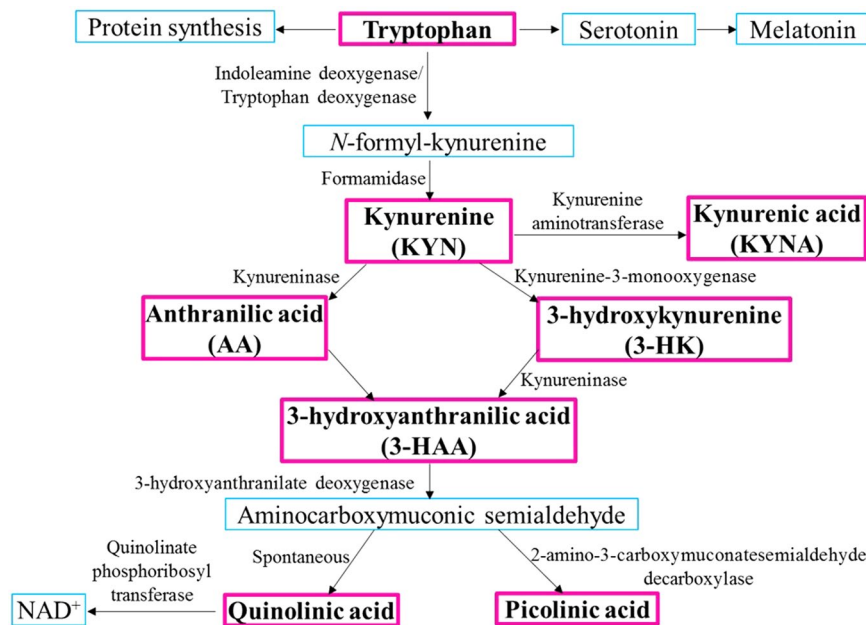 Protein synthesis
Tryptophan
Serotonin
Melatonin
Indoleamine deoxygenase/
Tryptophan deoxygenase
N-formyl-kynurenine
Formamidase
Kynurenine
(KYN)
Kynurenine
aminotransferase
Kynurenic acid
(KYNA)
Kynureninase
Kynurenine-3-monooxygenase
Anthranilic acid
(AA)
3-hydroxykynurenine
(3-HK)
Kynureninase
3-hydroxyanthranilic acid
(3-HAA)
3-hydroxyanthranilate deoxygenase
Aminocarboxymuconic semialdehyde
Quinolinate
phosphoribosyl
transferase
Spontaneous
2-amino-3-carboxymuconatesemialdehyde
decarboxylase
NAD⁺
Quinolinic acid
Picolinic acid